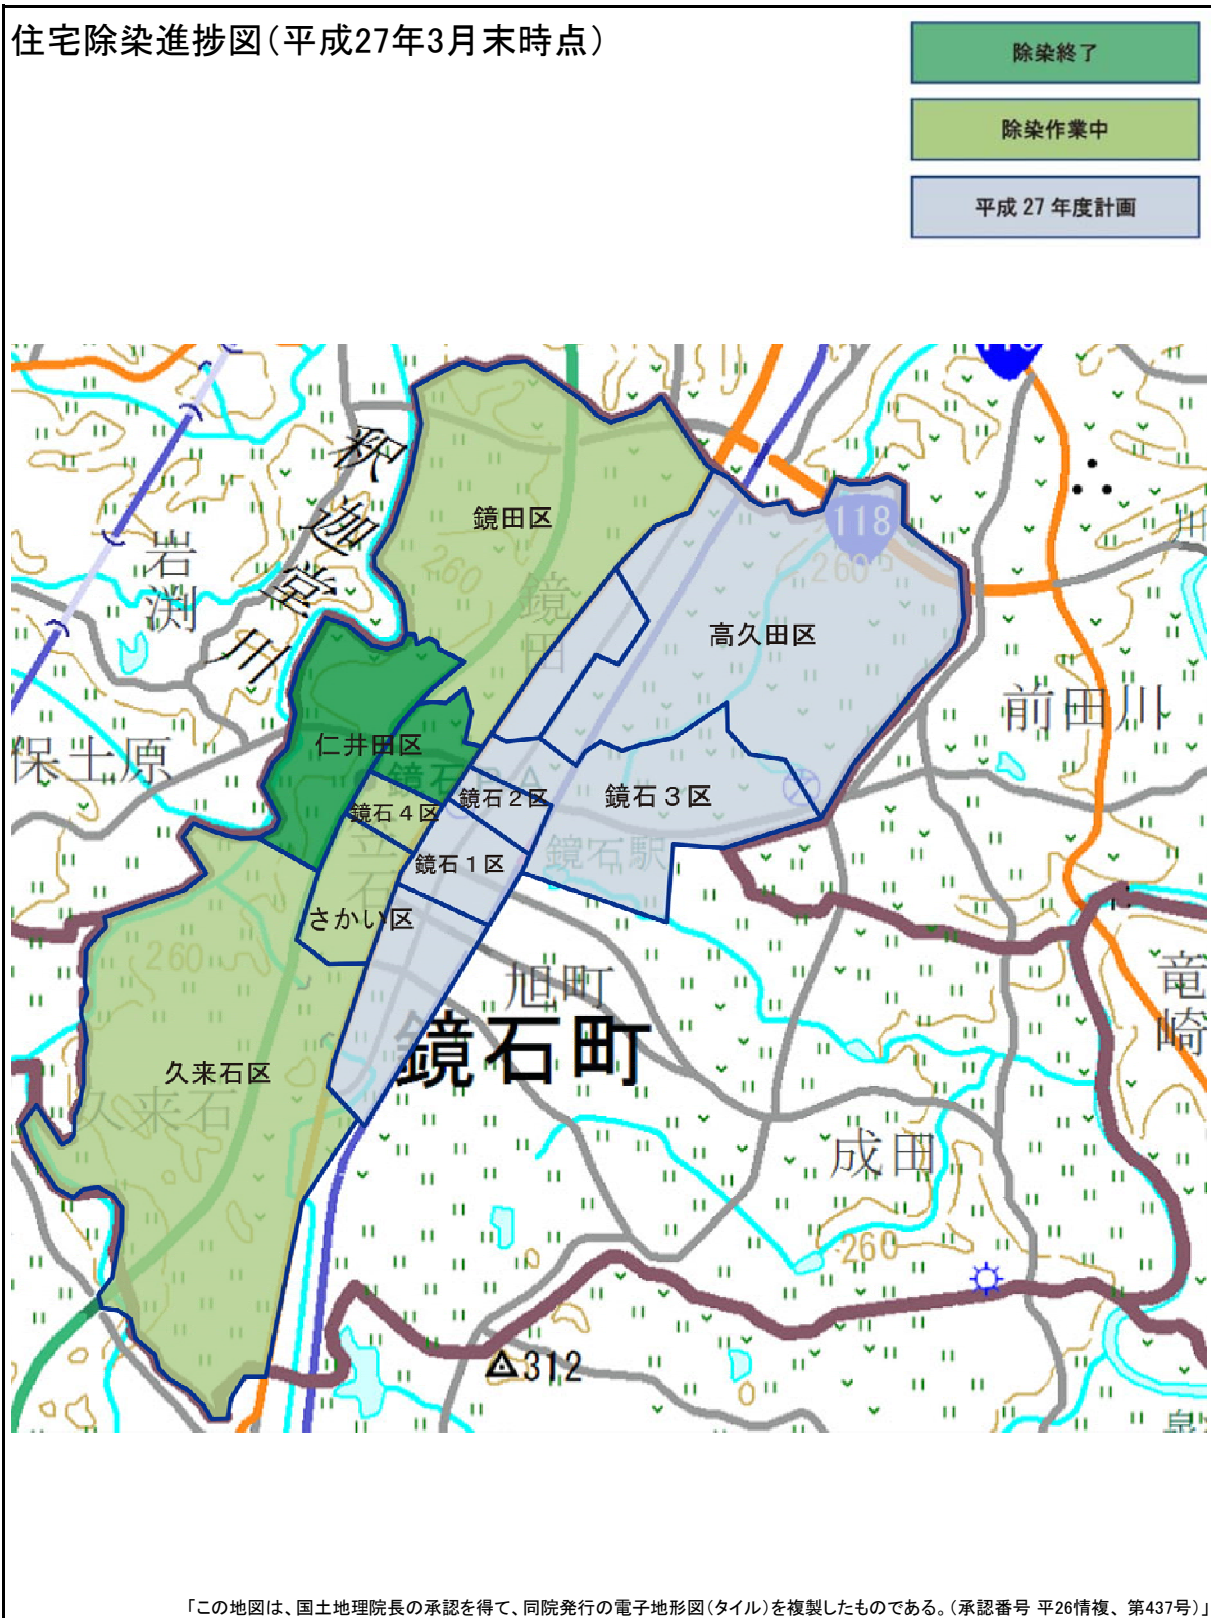 住宅除染進捗図(平成27年3月末時点)
除染終了
除染作業中
平成 27 年度計画
118
釈迦堂川
鏡田区
260
岩渕
鏡田
260
高久田区
前田川
川
保土原
仁井田区
鏡石PA
鏡石2区
鏡石3区
鏡石4区
鏡石駅
鏡石1区
立石
さかい区
260
旭町
竜崎
鏡石町
久来石区
久来石
成田
260
312
泉
「この地図は、国土地理院長の承認を得て、同院発行の電子地形図(タイル)を複製したものである。(承認番号 平26情複、 第437号)」